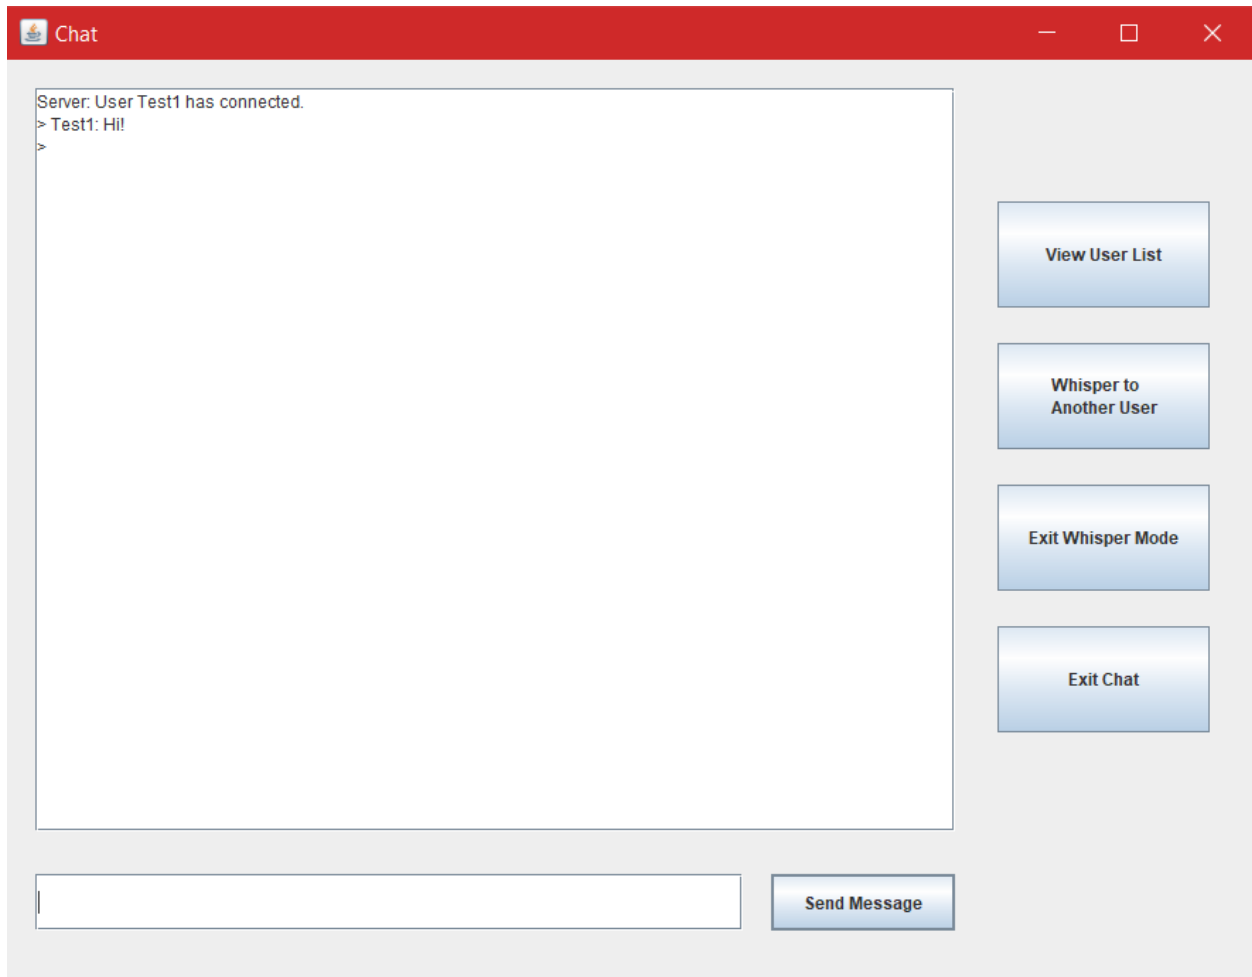 Chat
Server: User Test1 has connected.
> Test1: Hi!
>
View User List
Whisper to
Another User
Exit Whisper Mode
Exit Chat
Send Message